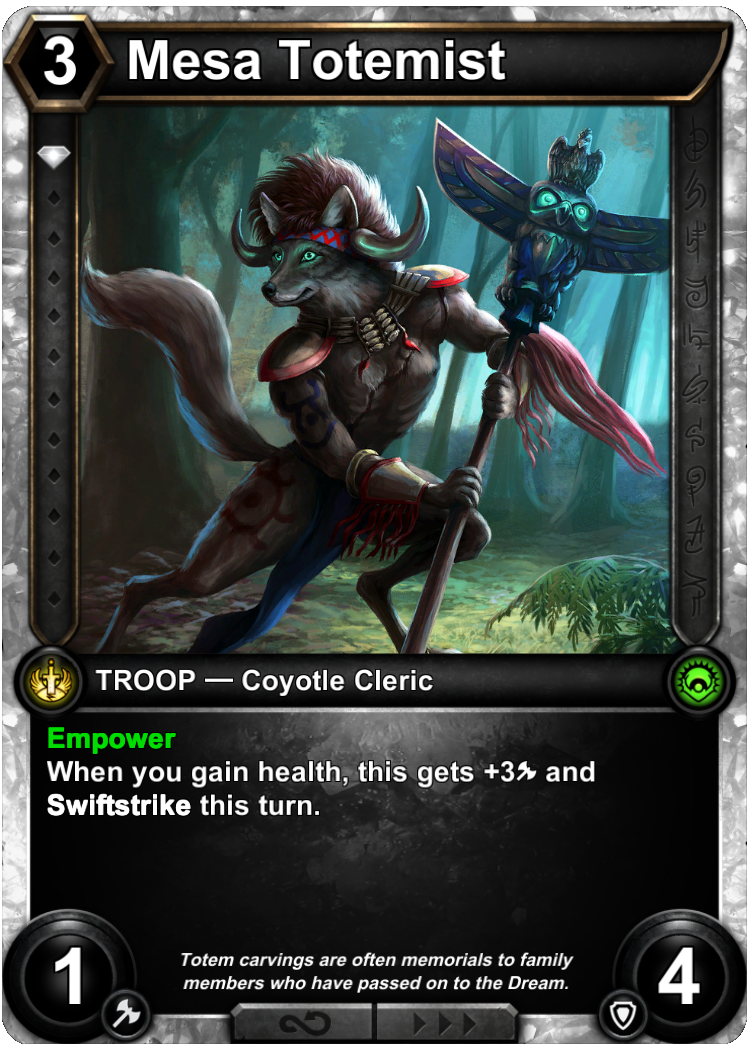 3 Mesa Totemist
TROOP — Coyotle Cleric
Empower
When you gain health, this gets +3 and
Swiftstrike this turn.
Totem carvings are often memorials to family
members who have passed on to the Dream.
1
4